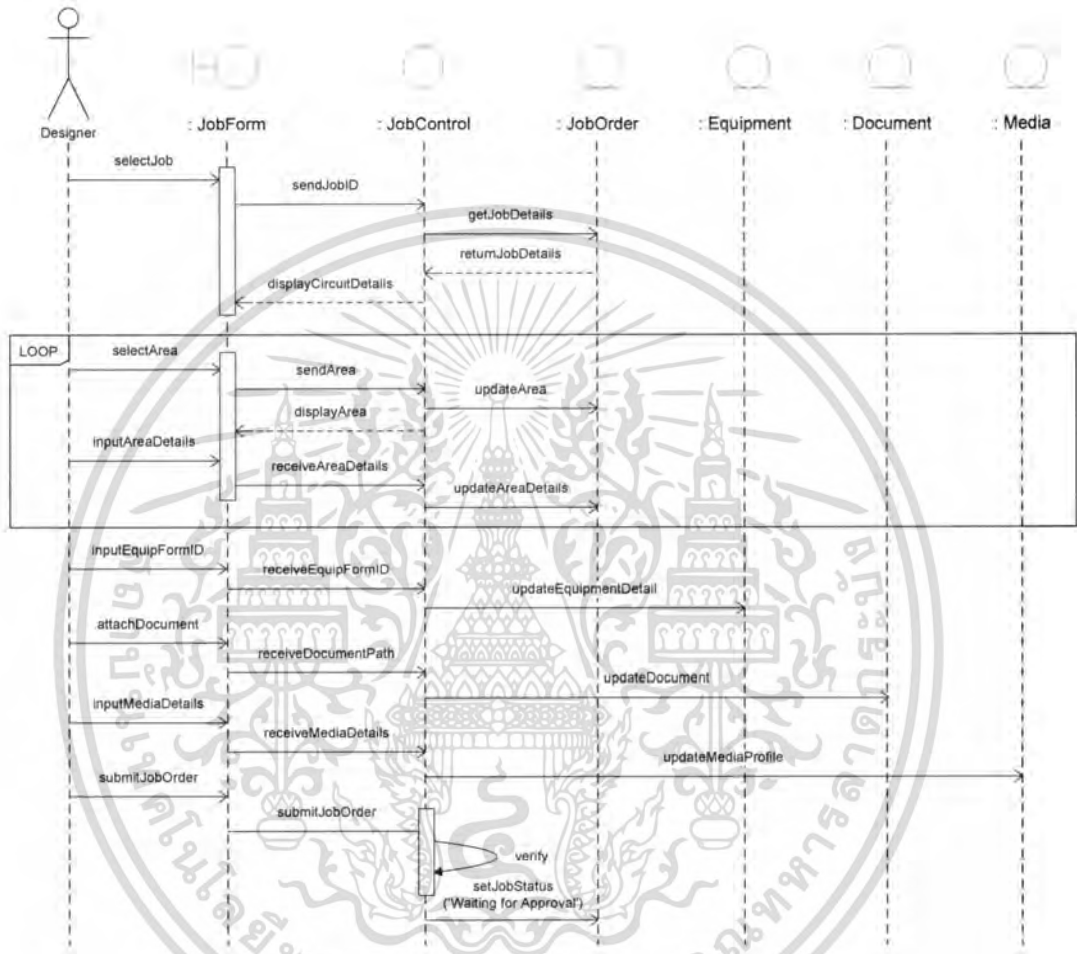 Designer
: JobForm
: JobControl
: JobOrder
: Equipment
: Document
: Media
selectJob
sendJobID
getJobDetails
returnJobDetails
displayCircuitDetails
LOOP
selectArea
sendArea
updateArea
displayArea
inputAreaDetails
receiveAreaDetails
updateAreaDetails
inputEquipFormID
receiveEquipFormID
updateEquipmentDetail
attachDocument
receiveDocumentPath
updateDocument
inputMediaDetails
receiveMediaDetails
updateMediaProfile
submitJobOrder
submitJobOrder
verify
setJobStatus
('Waiting for Approval')